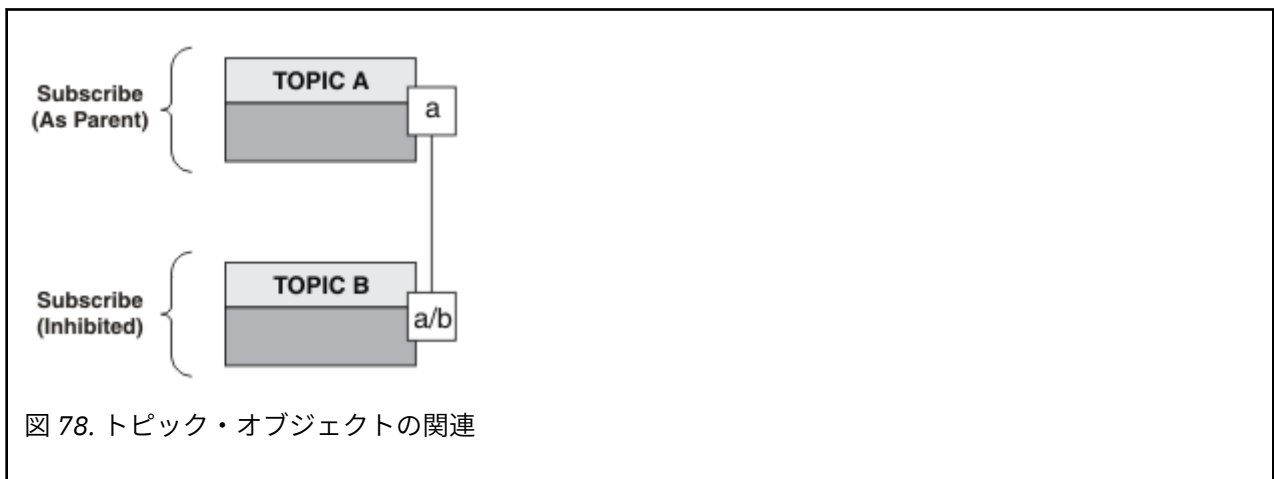 Subscribe
(As Parent)
TOPIC A
a
Subscribe
(Inhibited)
TOPIC B
a/b
図 78. トピック・オブジェクトの関連